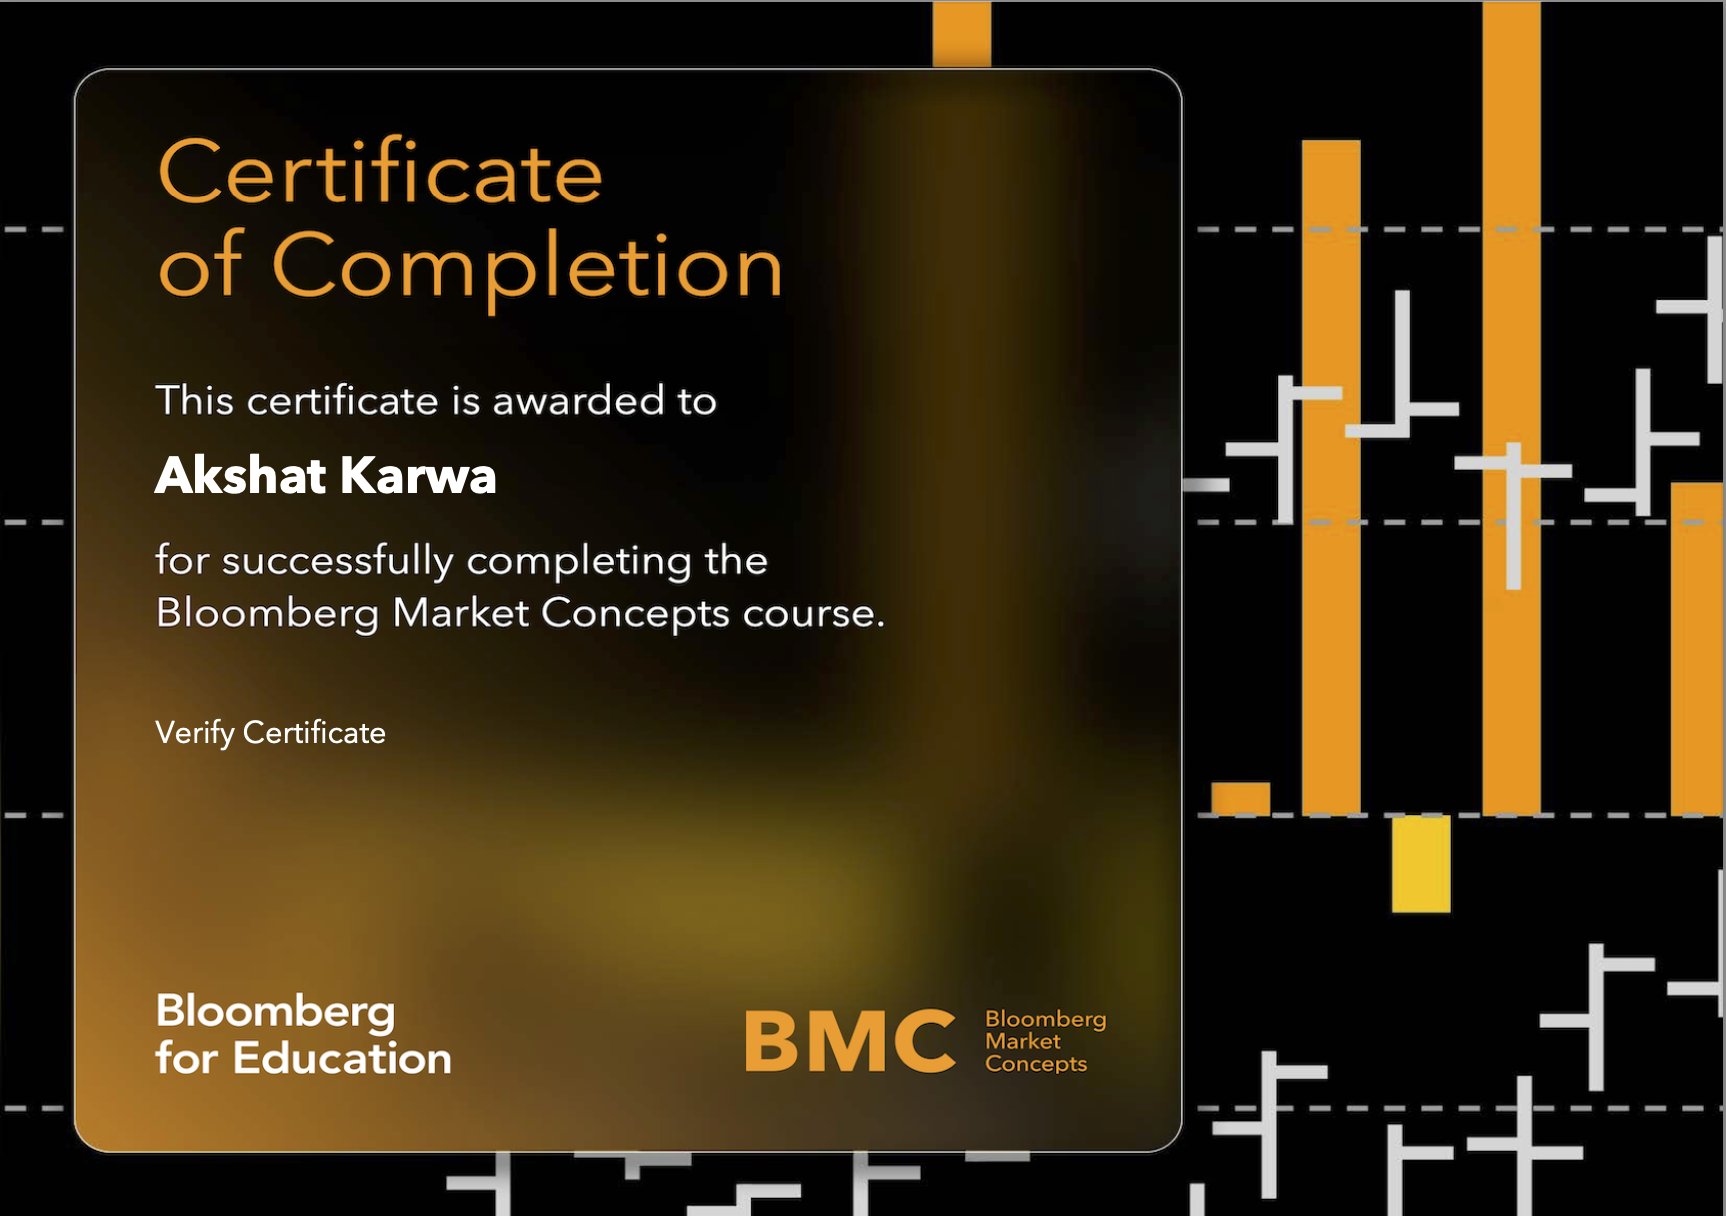 Certificate
of Completion
This certificate is awarded to
Akshat Karwa
for successfully completing the
Bloomberg Market Concepts course.
Verify Certificate
Bloomberg
for Education
BMC
Bloomberg
Market
Concepts